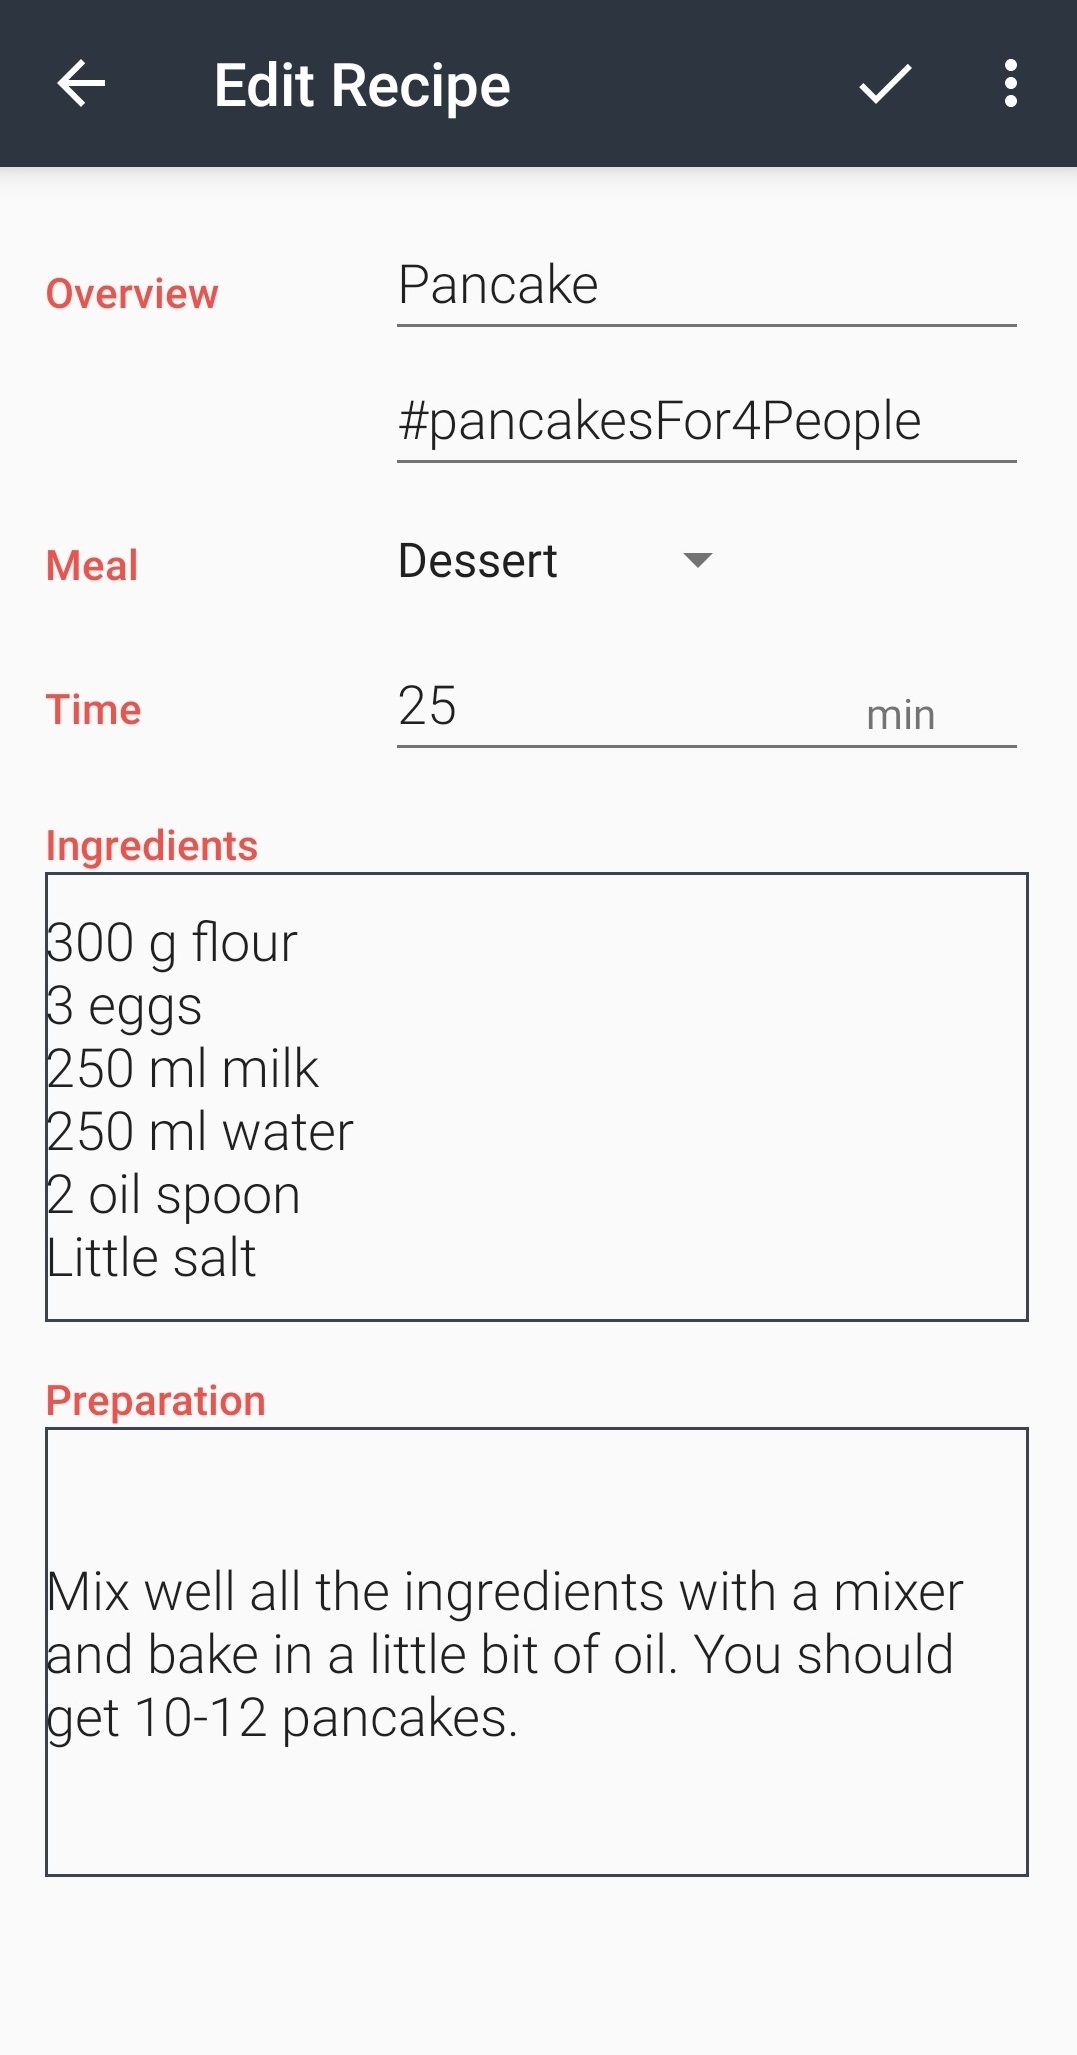 Edit Recipe
Overview
Pancake
#pancakesFor4People
Meal
Dessert
Time
25 min
Ingredients
300 g flour
3 eggs
250 ml milk
250 ml water
2 oil spoon
Little salt
Preparation
Mix well all the ingredients with a mixer
and bake in a little bit of oil. You should
get 10-12 pancakes.